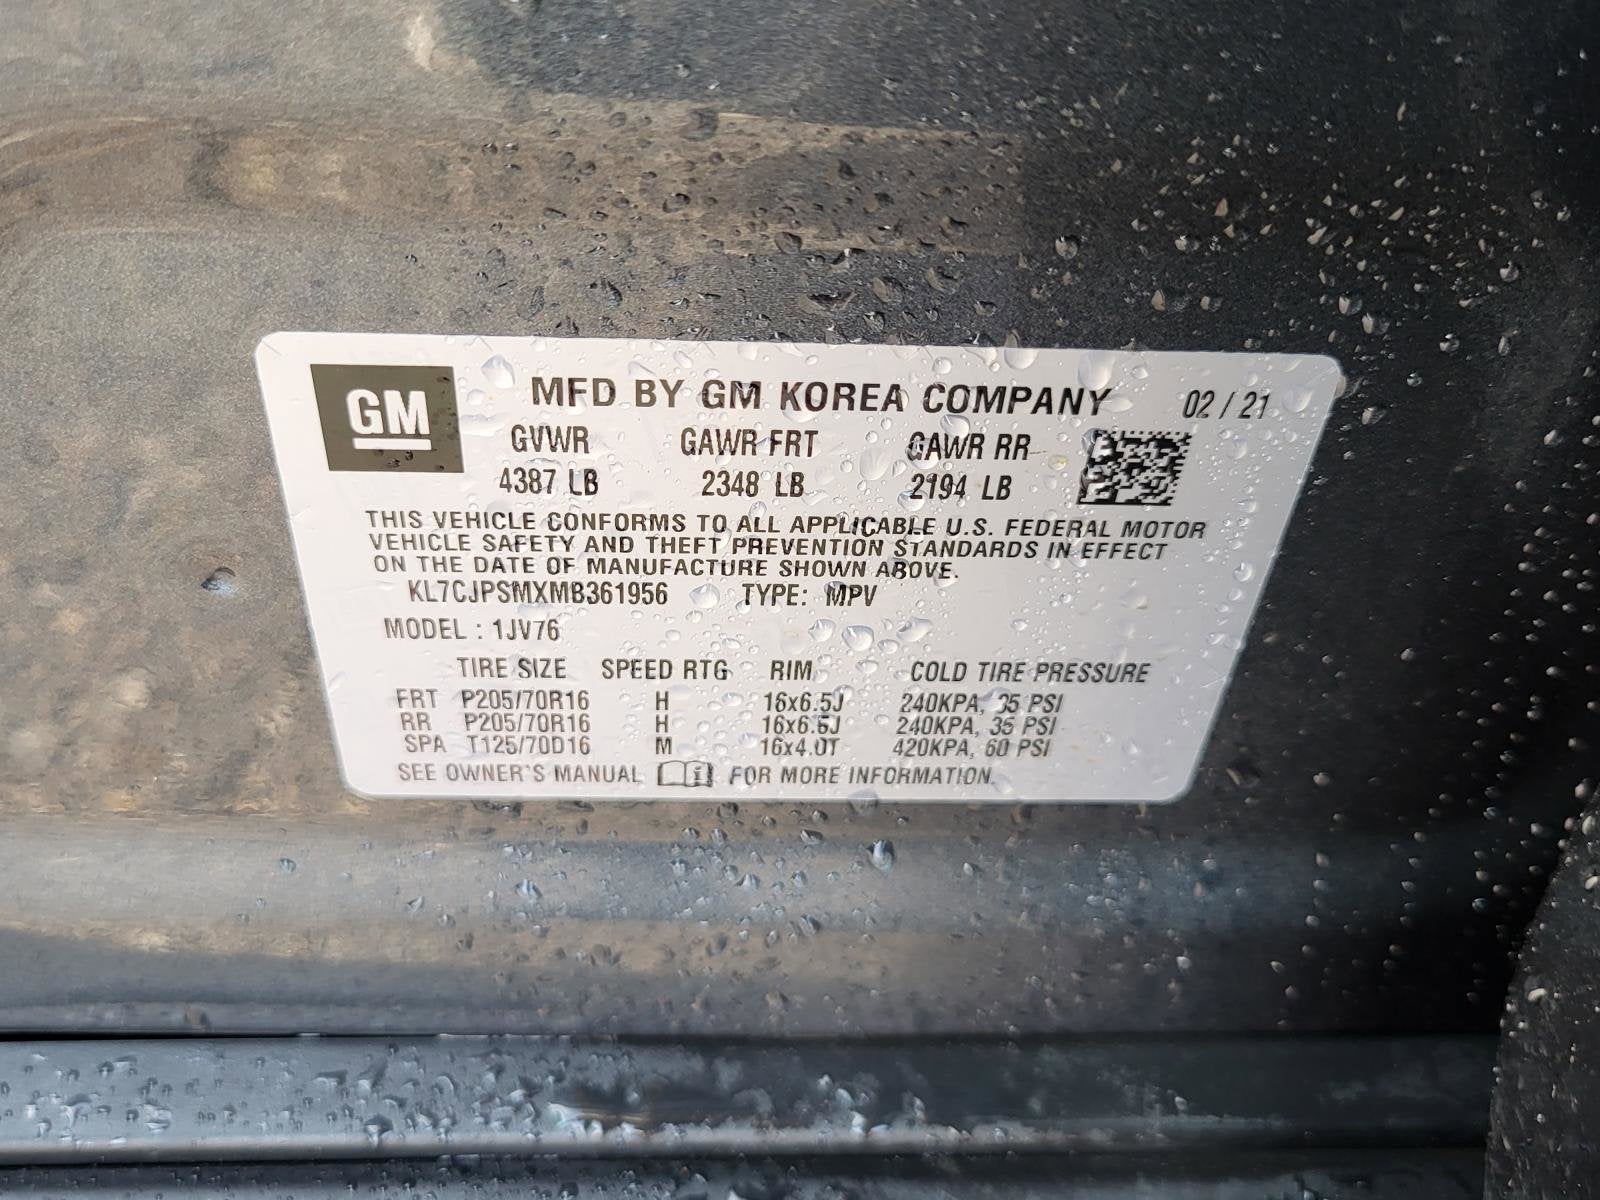 GM
MFD BY GM KOREA COMPANY 02 / 21
GVWR GAWR FRT GAWR RR
4387 LB 2348 LB 2194 LB
THIS VEHICLE CONFORMS TO ALL APPLICABLE U.S. FEDERAL MOTOR
VEHICLE SAFETY AND THEFT PREVENTION STANDARDS IN EFFECT
ON THE DATE OF MANUFACTURE SHOWN ABOVE.
KL7CJPSMXMB361956 TYPE: MPV
MODEL : 1JV76
TIRE SIZE SPEED RTG RIM COLD TIRE PRESSURE
FRT P205/70R16 H 16x6.5J 240KPA, 35 PSI
RR P205/70R16 H 16x6.5J 240KPA, 35 PSI
SPA T125/70D16 M 16x4.0T 420KPA, 60 PSI
SEE OWNER'S MANUAL i FOR MORE INFORMATION.